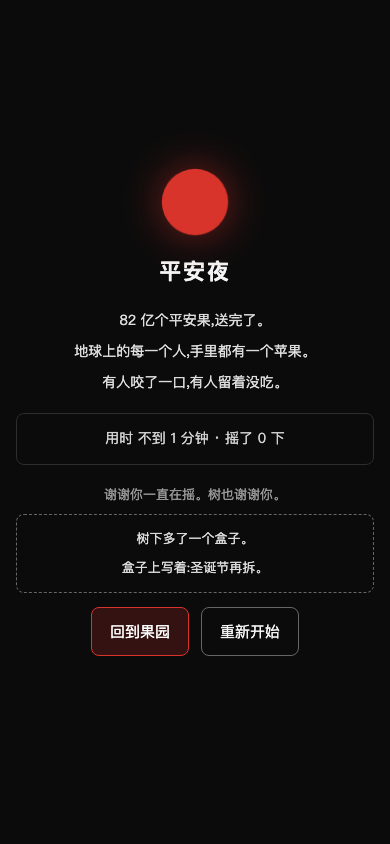 平安夜
82 亿个平安果,送完了。
地球上的每一个人,手里都有一个苹果。
有人咬了一口,有人留着没吃。
用时 不到 1 分钟 · 摇了 0 下
谢谢你一直在摇。树也谢谢你。
树下多了一个盒子。
盒子上写着:圣诞节再拆。
回到果园 重新开始